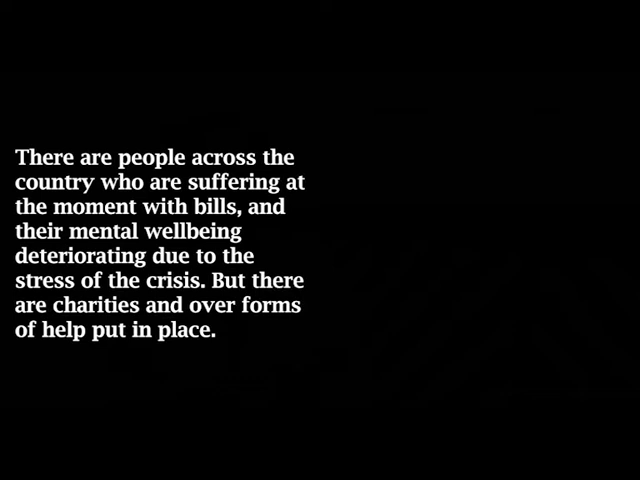 There are people across the
country who are suffering at
the moment with bills, and
their mental wellbeing
deteriorating due to the
stress of the crisis. But there
are charities and over forms
of help put in place.